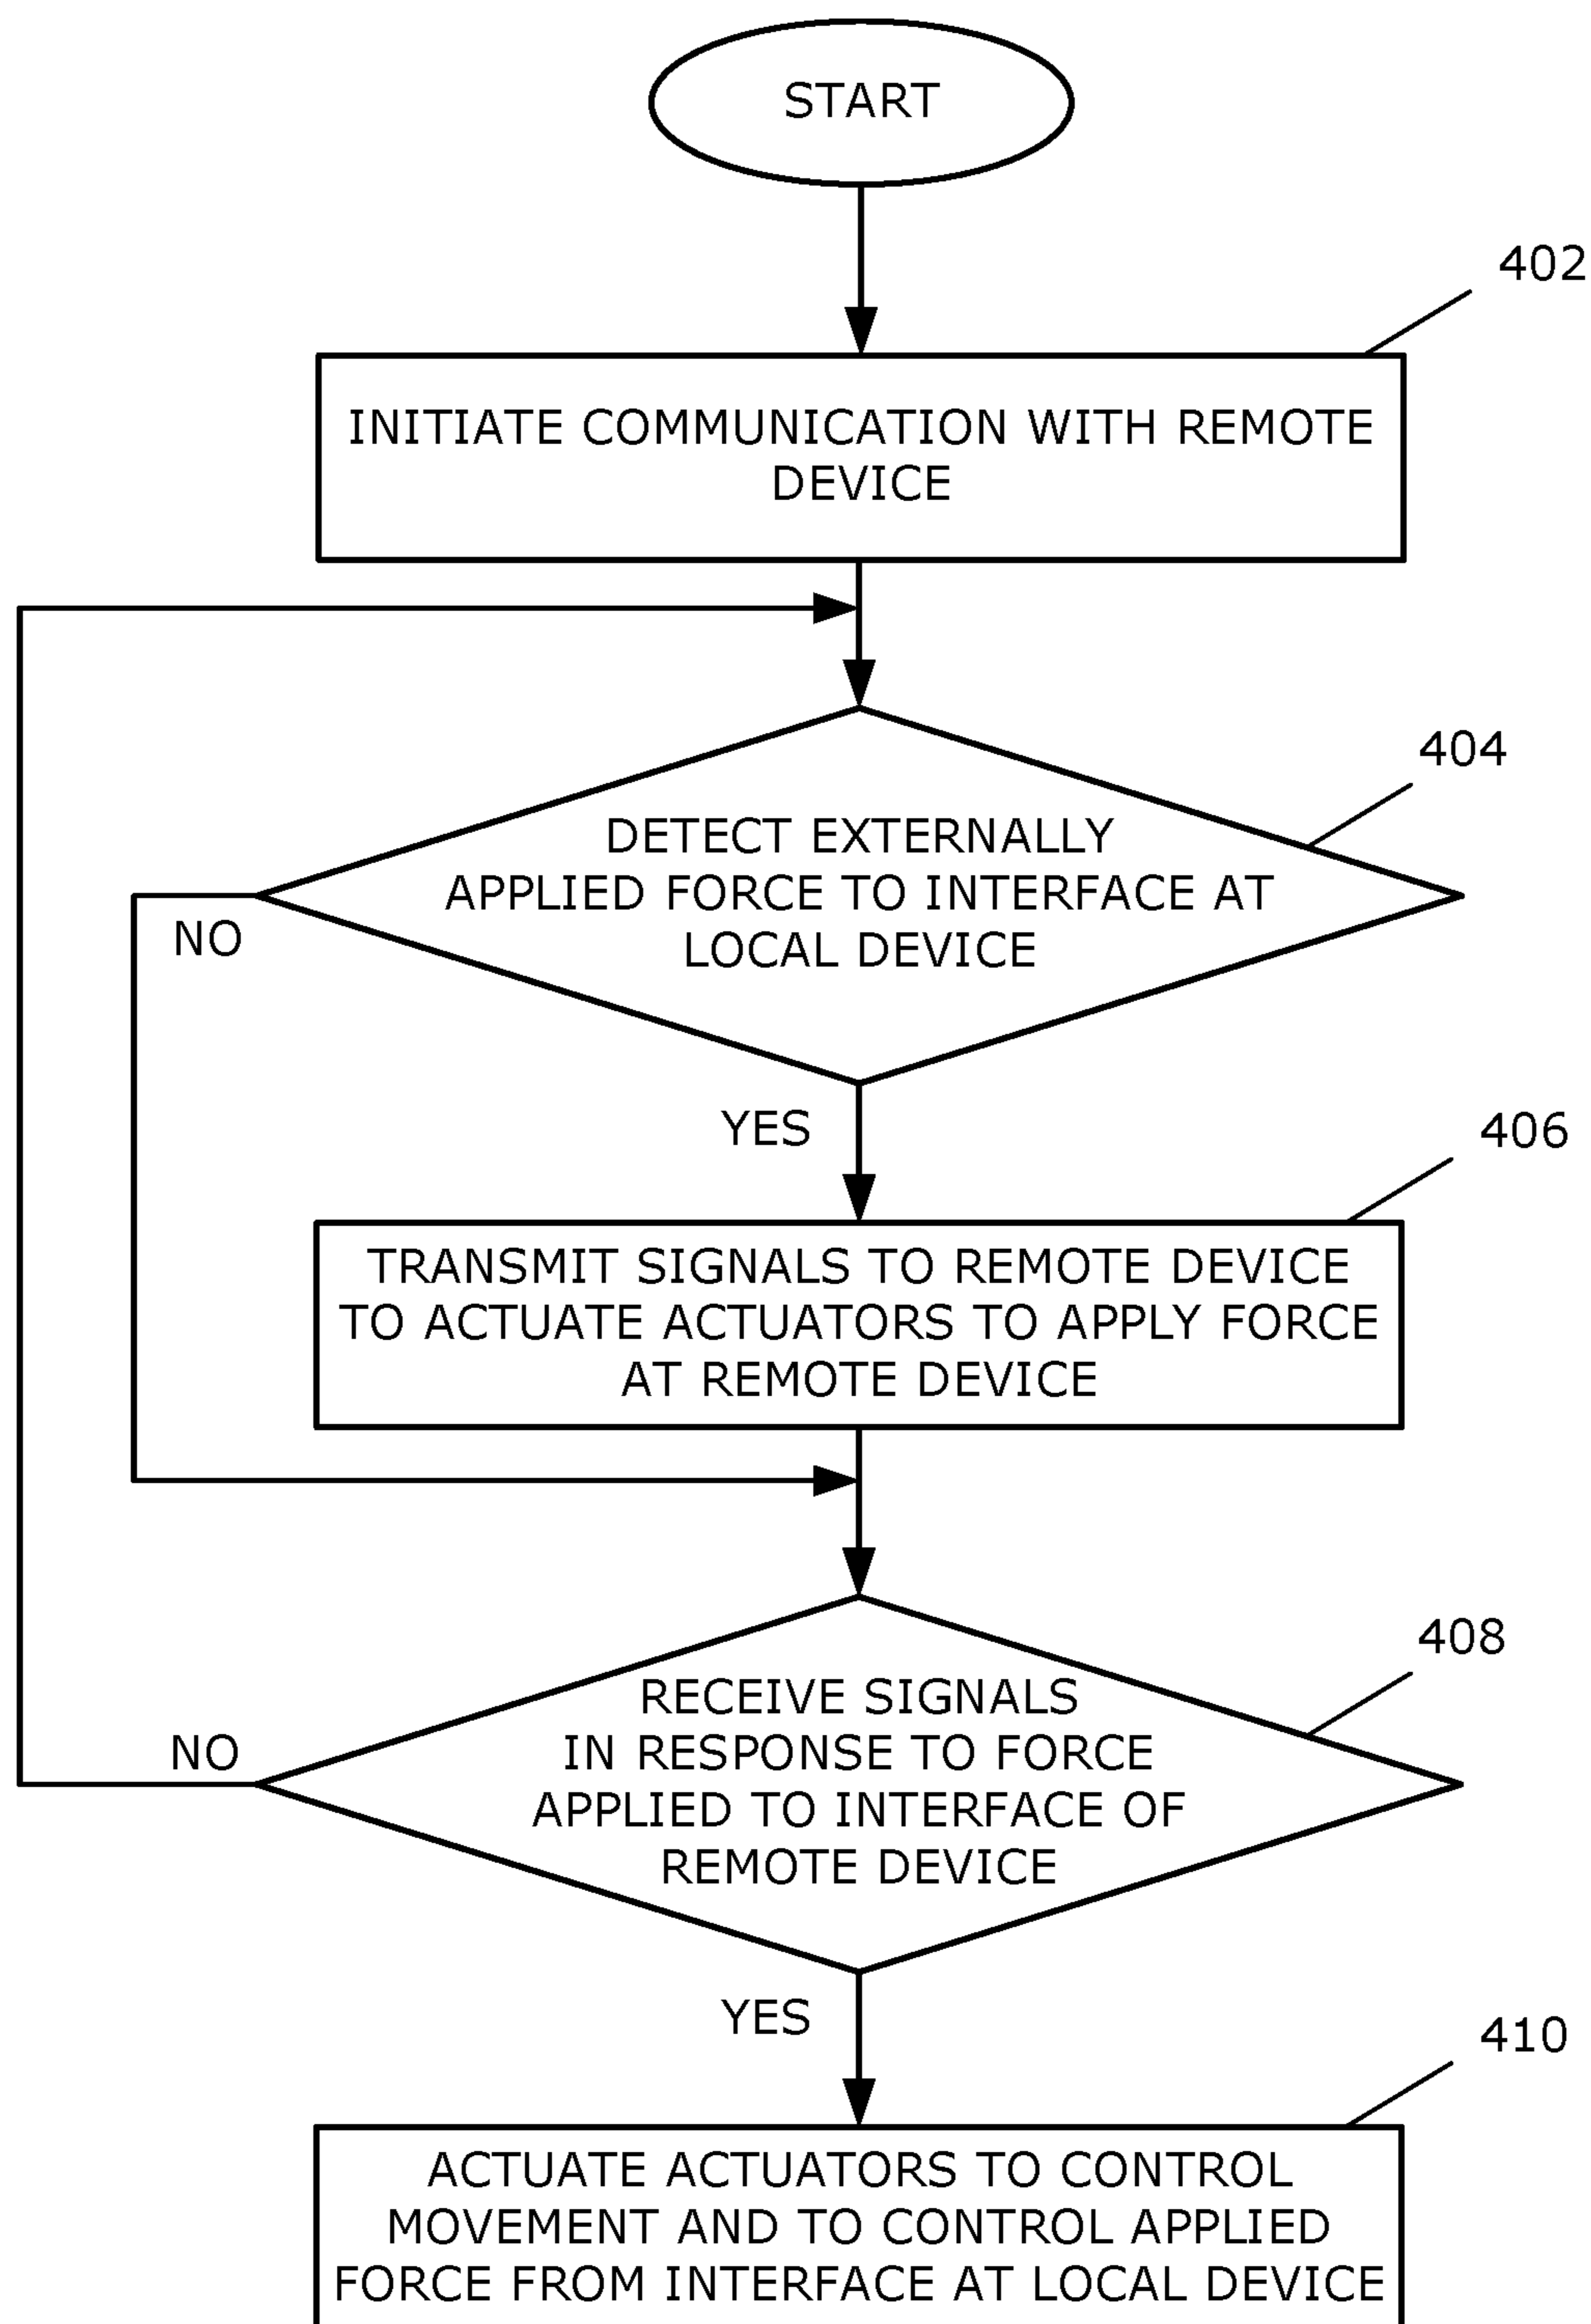 START
402
INITIATE COMMUNICATION WITH REMOTE
DEVICE
404
DETECT EXTERNALLY
APPLIED FORCE TO INTERFACE AT
LOCAL DEVICE
NO
YES
406
TRANSMIT SIGNALS TO REMOTE DEVICE
TO ACTUATE ACTUATORS TO APPLY FORCE
AT REMOTE DEVICE
408
RECEIVE SIGNALS
IN RESPONSE TO FORCE
APPLIED TO INTERFACE OF
REMOTE DEVICE
NO
YES
410
ACTUATE ACTUATORS TO CONTROL
MOVEMENT AND TO CONTROL APPLIED
FORCE FROM INTERFACE AT LOCAL DEVICE